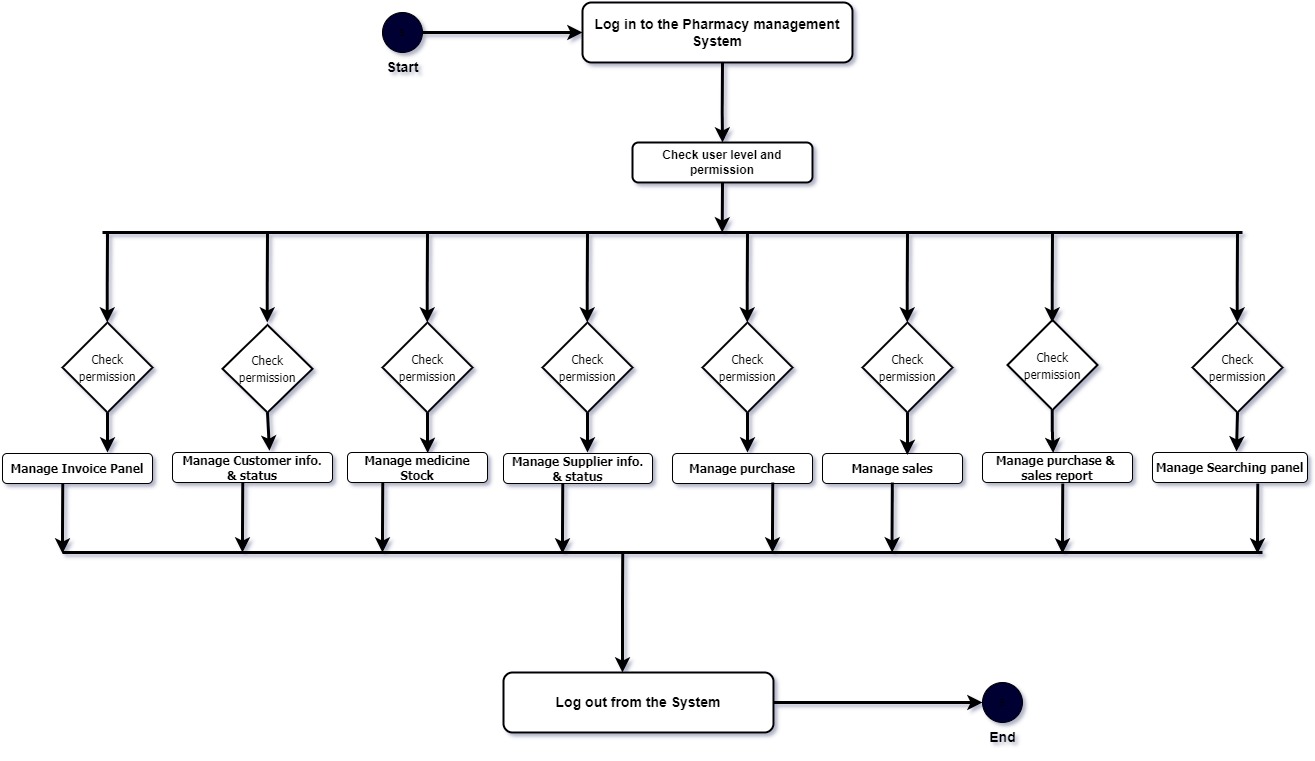 Log in to the Pharmacy management
System
Start
Check user level and
permission
Check
permission
Check
permission
Check
permission
Check
permission
Check
permission
Check
permission
Check
permission
Check
permission
Manage Invoice Panel
Manage Customer info.
& status
Manage medicine
Stock
Manage Supplier info.
& status
Manage purchase
Manage sales
Manage purchase &
sales report
Manage Searching panel
Log out from the System
End